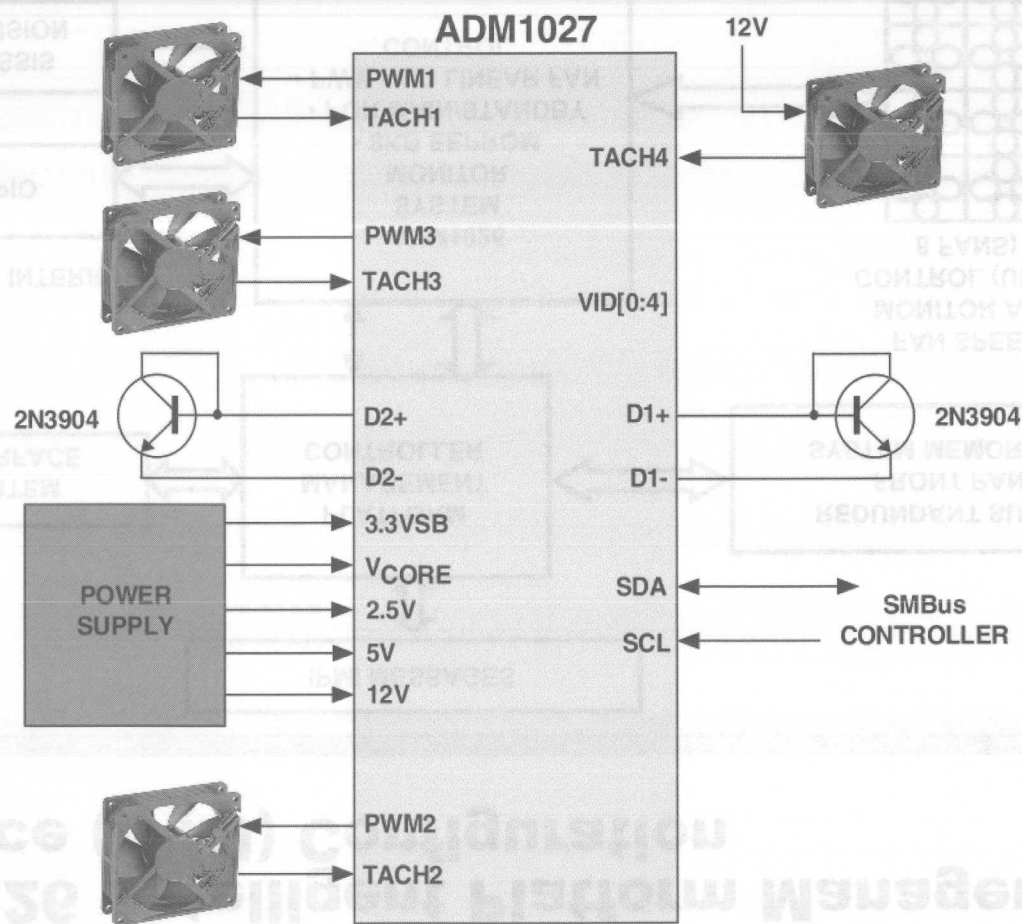 ADM1027
12V
PWM1
TACH1
TACH4
PWM3
TACH3
VID[0:4]
2N3904
D2+
D1+
2N3904
D2-
D1-
3.3VSB
VCORE
POWER
SUPPLY
2.5V
5V
12V
SDA
SCL
SMBus
CONTROLLER
PWM2
TACH2